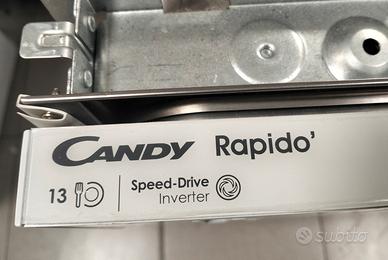 CANDY Rapido'
13 Speed-Drive
Inverter
subito